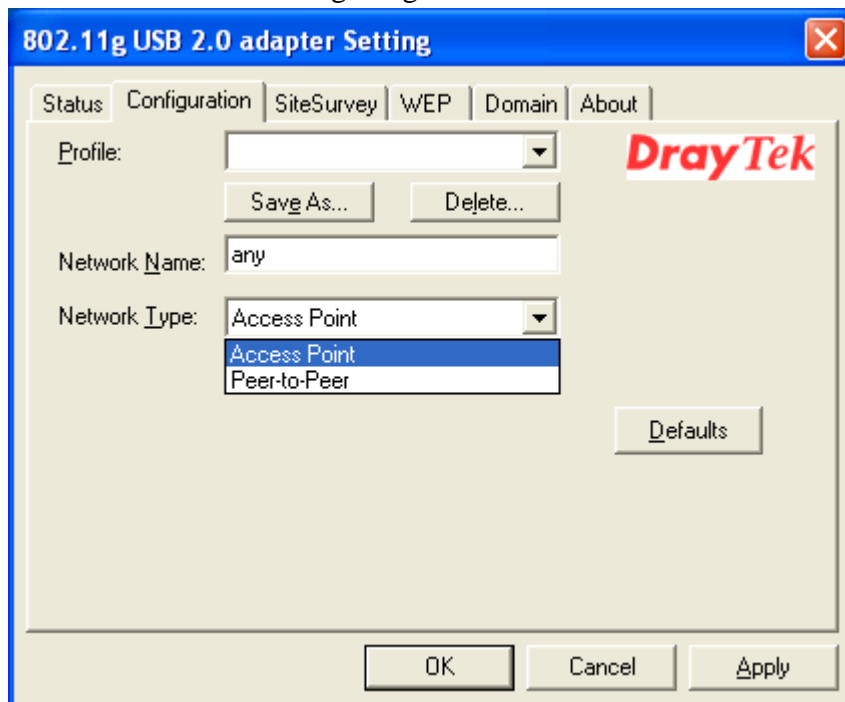 802.11g USB 2.0 adapter Setting
Status Configuration SiteSurvey WEP Domain About
Profile:
DrayTek
Save As... Delete...
Network Name: any
Network Type: Access Point
Access Point
Peer-to-Peer
Defaults
OK Cancel Apply